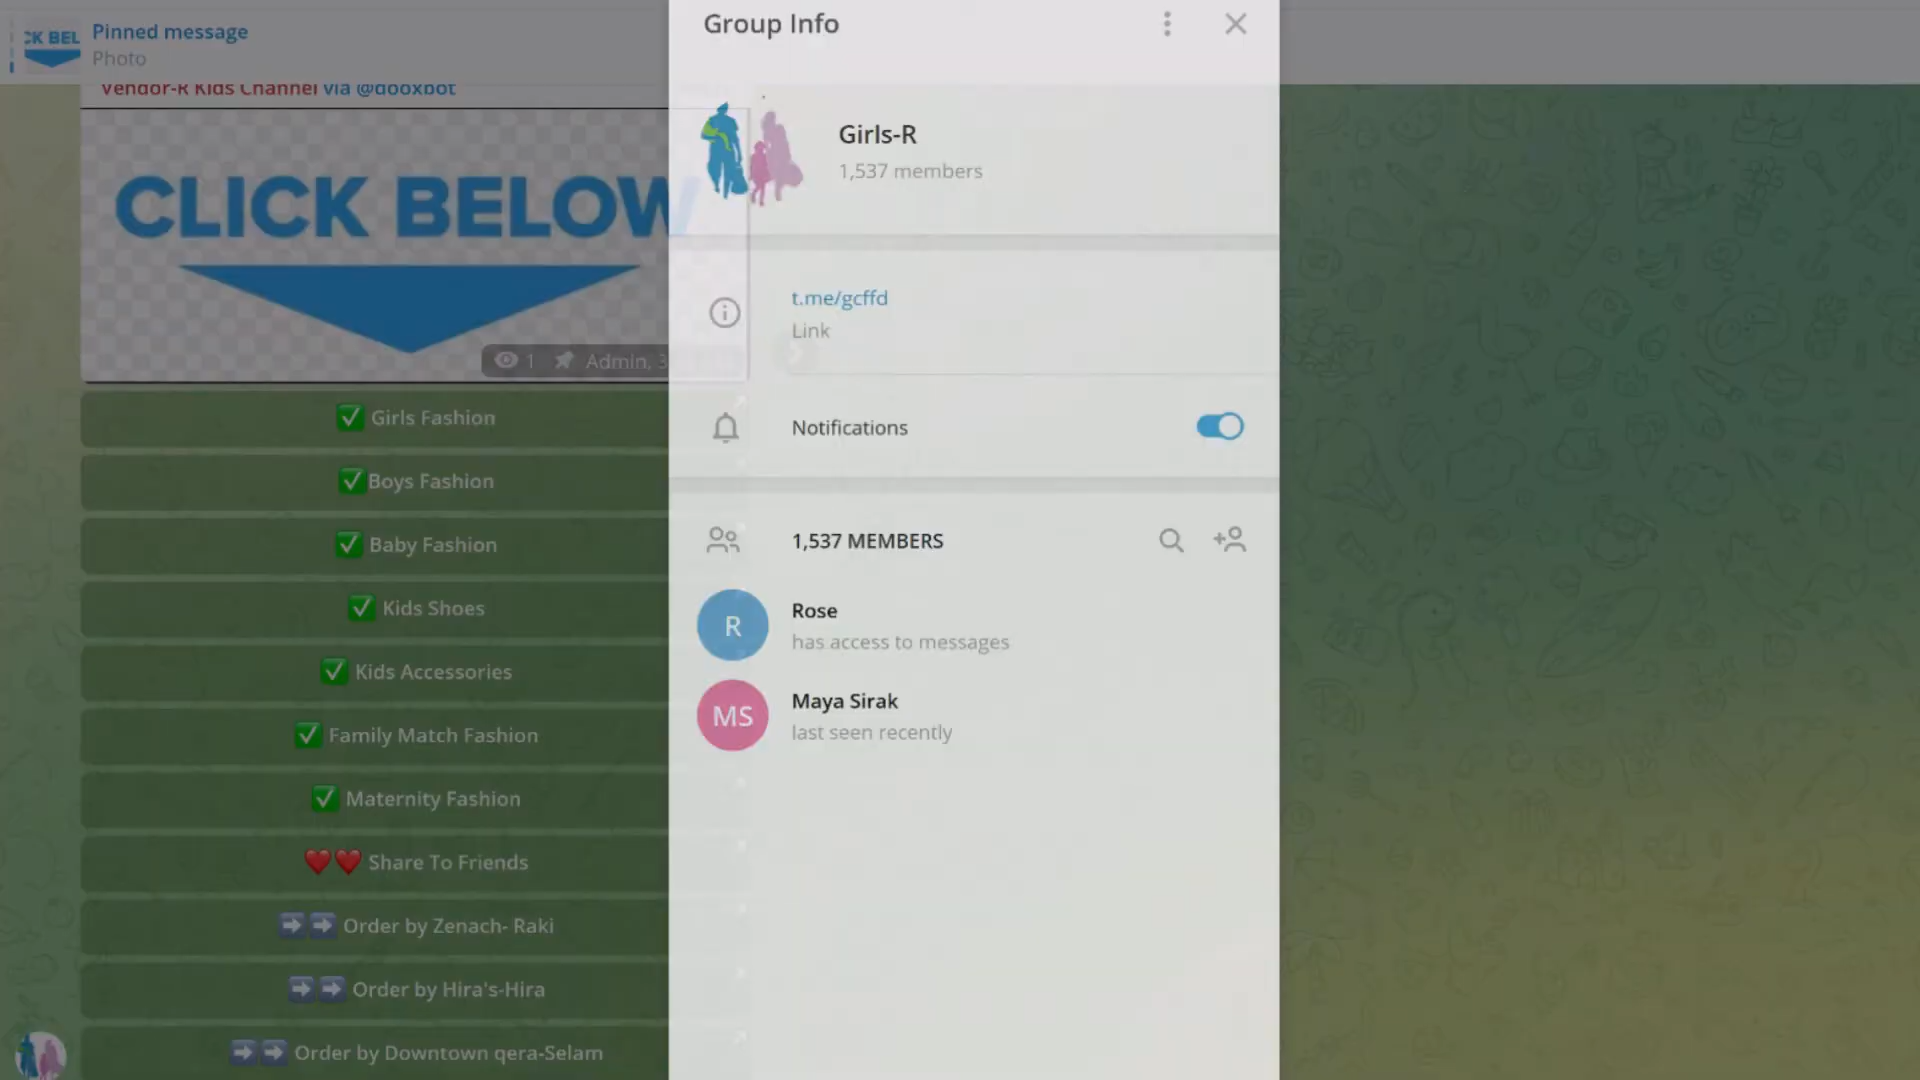 CK BEL
Pinned message
Photo
Vendor-R Kids Channel via @dooxbot
CLICK BELOW
1 Admin, 3
✅ Girls Fashion
✅Boys Fashion
✅ Baby Fashion
✅ Kids Shoes
✅ Kids Accessories
✅ Family Match Fashion
✅ Maternity Fashion
❤️❤️ Share To Friends
➡️➡️ Order by Zenach- Raki
➡️➡️ Order by Hira's-Hira
➡️➡️ Order by Downtown qera-Selam
Group Info
Girls-R
1,537 members
t.me/gcffd
Link
Notifications
1,537 MEMBERS
R
Rose
has access to messages
MS
Maya Sirak
last seen recently